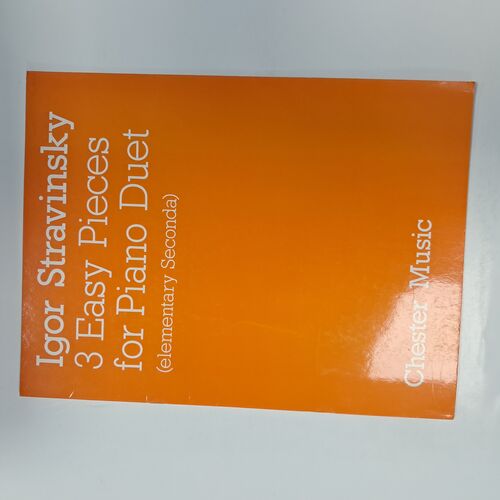 Igor Stravinsky
3 Easy Pieces
for Piano Duet
(elementary Seconda)
Chester Music